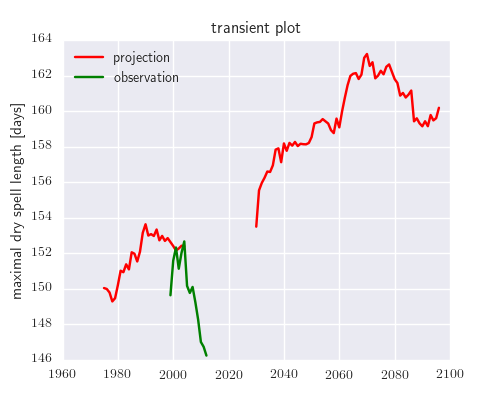 transient plot
projection
observation
maximal dry spell length [days]
164
162
160
158
156
154
152
150
148
146
1960 1980 2000 2020 2040 2060 2080 2100